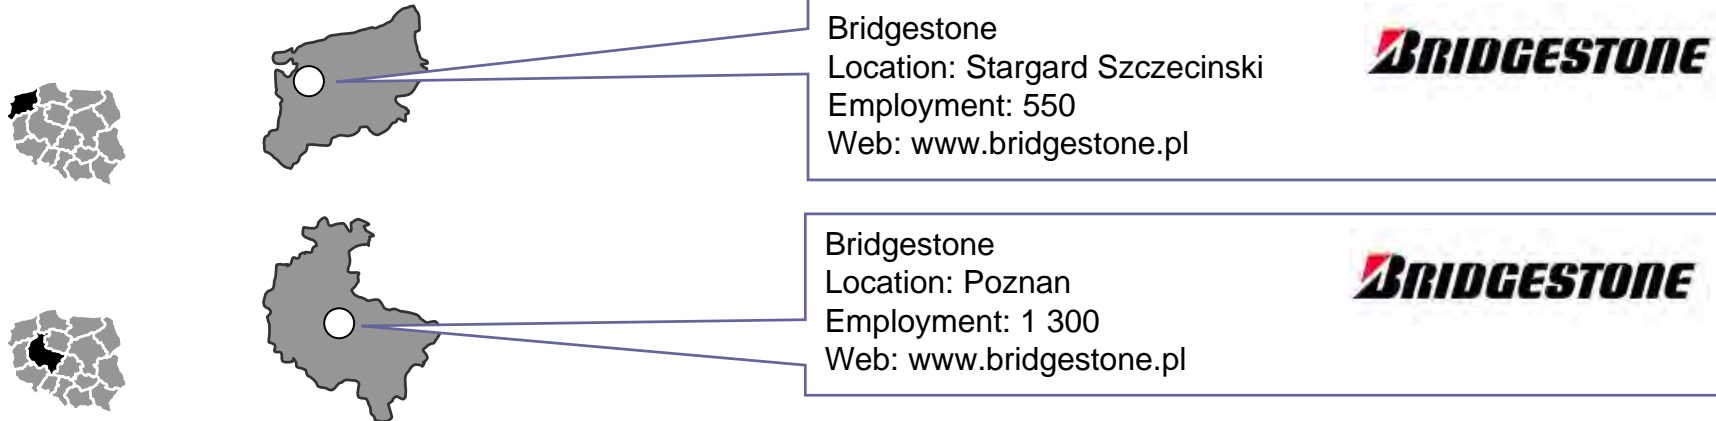 Bridgestone
Location: Stargard Szczecinski
Employment: 550
Web: www.bridgestone.pl
BRIDGESTONE
Bridgestone
Location: Poznan
Employment: 1 300
Web: www.bridgestone.pl
BRIDGESTONE